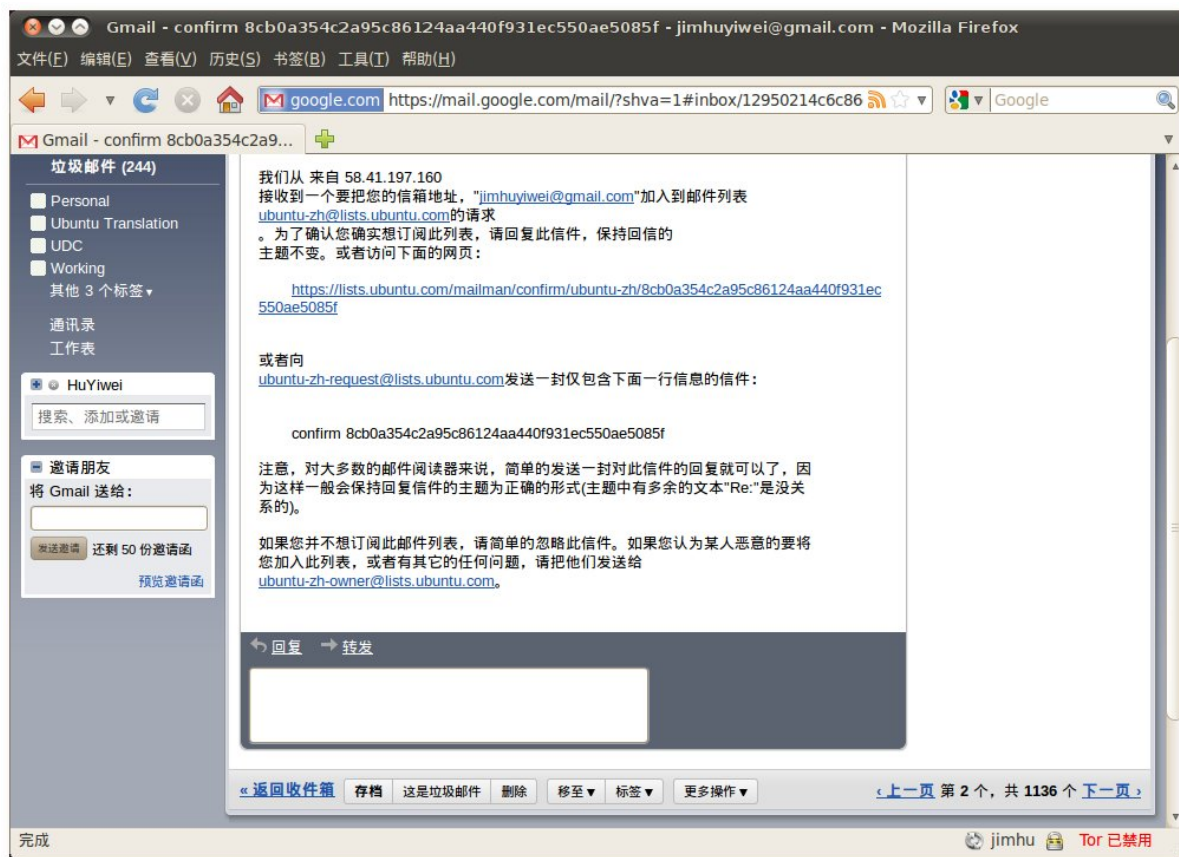 Gmail - confirm 8cb0a354c2a95c86124aa440f931ec550ae5085f - jimhuyiwei@gmail.com - Mozilla Firefox
文件(F) 编辑(E) 查看(V) 历史(S) 书签(B) 工具(T) 帮助(H)
google.com https://mail.google.com/mail/?shva=1#inbox/12950214c6c86
Google
Gmail - confirm 8cb0a354c2a9...
垃圾邮件 (244)
Personal
Ubuntu Translation
UDC
Working
其他 3 个标签▾
通讯录
工作表
HuYiwei
搜索、添加或邀请
邀请朋友
将 Gmail 送给：
发送邀请 还剩 50 份邀请函
预览邀请函
我们从 来自 58.41.197.160
接收到一个要把您的信箱地址，"jimhuyiwei@gmail.com"加入到邮件列表
ubuntu-zh@lists.ubuntu.com的请求
。为了确认您确实想订阅此列表，请回复此信件，保持回信的
主题不变。或者访问下面的网页：
https://lists.ubuntu.com/mailman/confirm/ubuntu-zh/8cb0a354c2a95c86124aa440f931ec
550ae5085f
或者向
ubuntu-zh-request@lists.ubuntu.com发送一封仅包含下面一行信息的信件：
confirm 8cb0a354c2a95c86124aa440f931ec550ae5085f
注意，对大多数的邮件阅读器来说，简单的发送一封对此信件的回复就可以了，因
为这样一般会保持回复信件的主题为正确的形式(主题中有多余的文本"Re:"是没关
系的)。
如果您并不想订阅此邮件列表，请简单的忽略此信件。如果您认为某人恶意的要将
您加入此列表，或者有其它的任何问题，请把他们发送给
ubuntu-zh-owner@lists.ubuntu.com。
回复 转发
« 返回收件箱 存档 这是垃圾邮件 删除 移至▼ 标签▼ 更多操作▼ ‹ 上一页 第 2 个，共 1136 个 下一页 ›
完成
jimhu Tor 已禁用